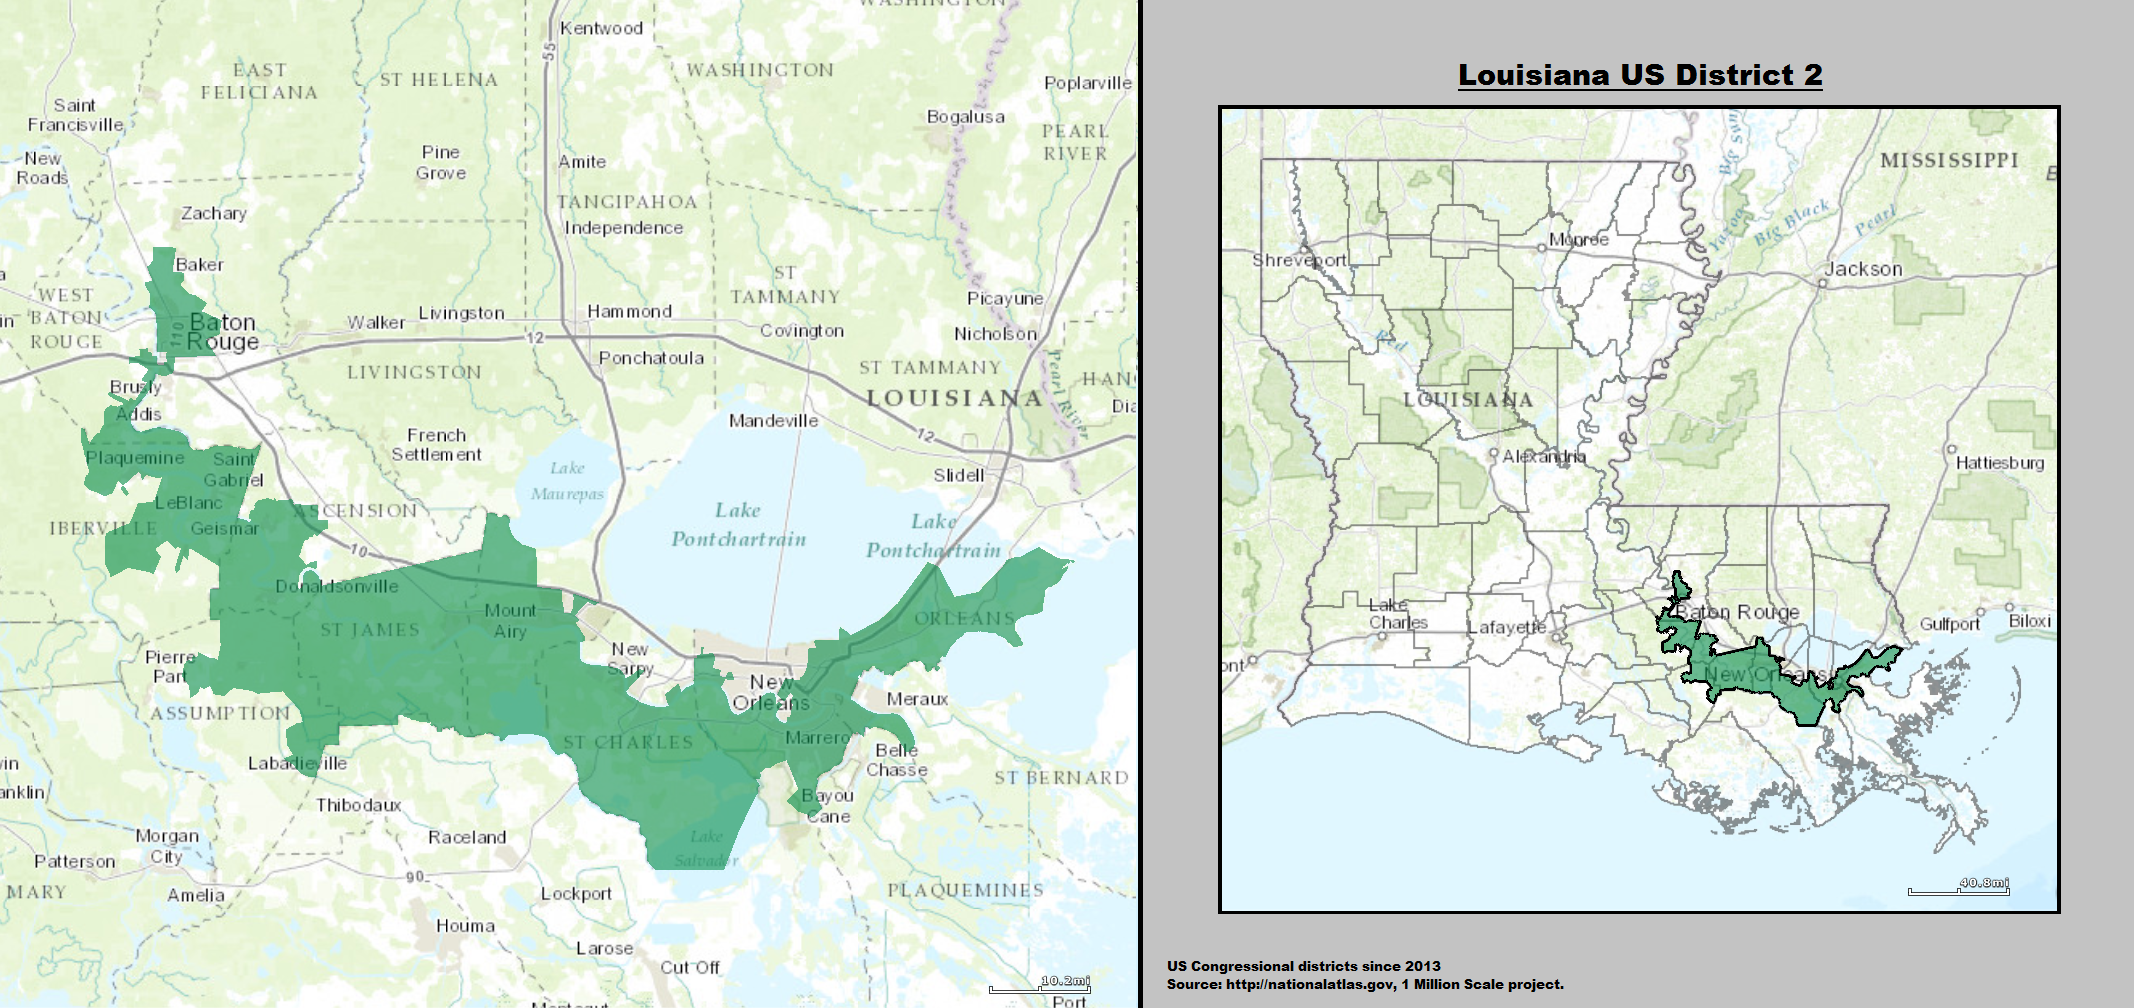 WASHINGTON
Kentwood
55
EAST
FELICIANA
ST HELENA
WASHINGTON
Poplarville
Saint
Francisville
Bogalusa
PEARL
RIVER
New
Roads
Pine
Grove
Amite
Zachary
TANGIPAHOA
Independence
Baker
ST
TAMMANY
WEST
BATON
ROUGE
Picayune
Livingston
Hammond
Walker
Baton
Rouge
110
12
Covington
Nicholson
Ponchatoula
LIVINGSTON
ST TAMMANY
HAN
Brusly
Addis
LOUISIANA
Pearl River
Dia
Mandeville
French
Settlement
12
Plaquemine
Saint
Gabriel
Lake
Maurepas
Slidell
LeBlanc
ASCENSION
Lake
Pontchartrain
Lake
Pontchartrain
IBERVILLE
Geismar
10
Donaldsonville
Mount
Airy
ST JAMES
ORLEANS
Pierre
Part
New
Sarpy
New
Orleans
Meraux
ASSUMPTION
ST CHARLES
Marrero
Belle
Chasse
Labadieville
ST BERNARD
Thibodaux
Bayou
Cane
Morgan
City
Raceland
Lake
Salvador
Patterson
90
MARY
Amelia
Lockport
PLAQUEMINES
Houma
Larose
Cut Off
10.2mi
Port
Louisiana US District 2
MISSISSIPPI
Big Sun
Yazoo
Big Black
Pearl
Monroe
Shreveport
Jackson
Red
LOUISIANA
Alexandria
Hattiesburg
Lake
Charles
Lafayette
Baton Rouge
Gulfport
Biloxi
New Orleans
40.8mi
US Congressional districts since 2013
Source: http://nationalatlas.gov, 1 Million Scale project.